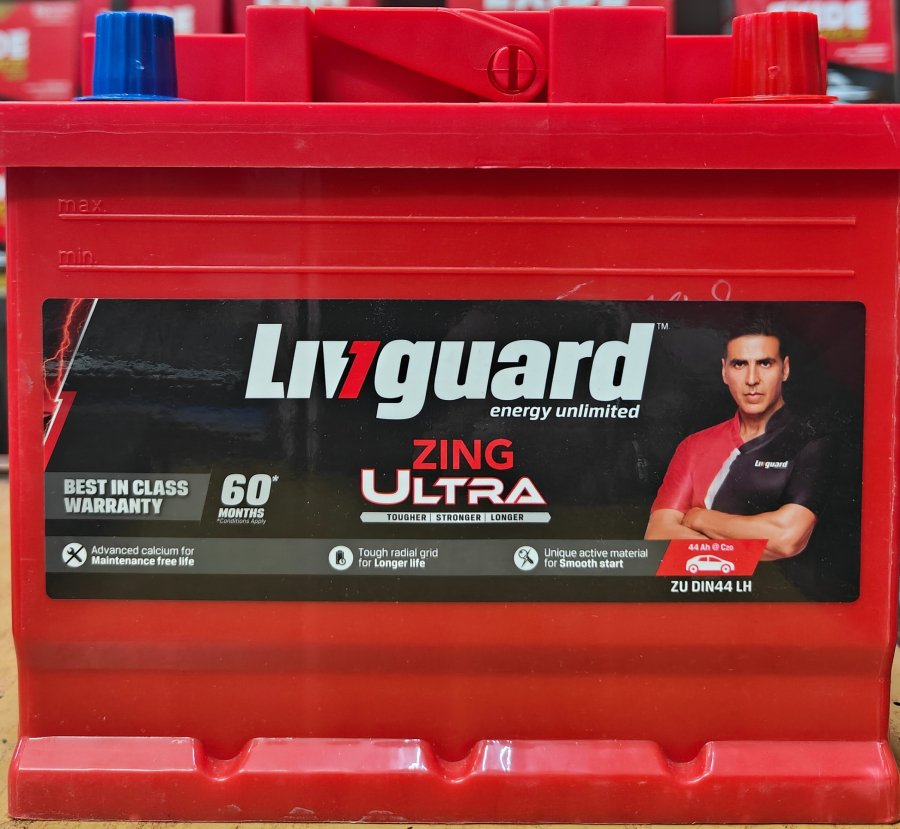 max.
min.
Livguard™
energy unlimited
ZING
ULTRA
TOUGHER | STRONGER | LONGER
BEST IN CLASS
WARRANTY
60*
MONTHS
*Conditions Apply
Livguard
Advanced calcium for
Maintenance free life
Tough radial grid
for Longer life
Unique active material
for Smooth start
44 Ah @ C20
ZU DIN44 LH